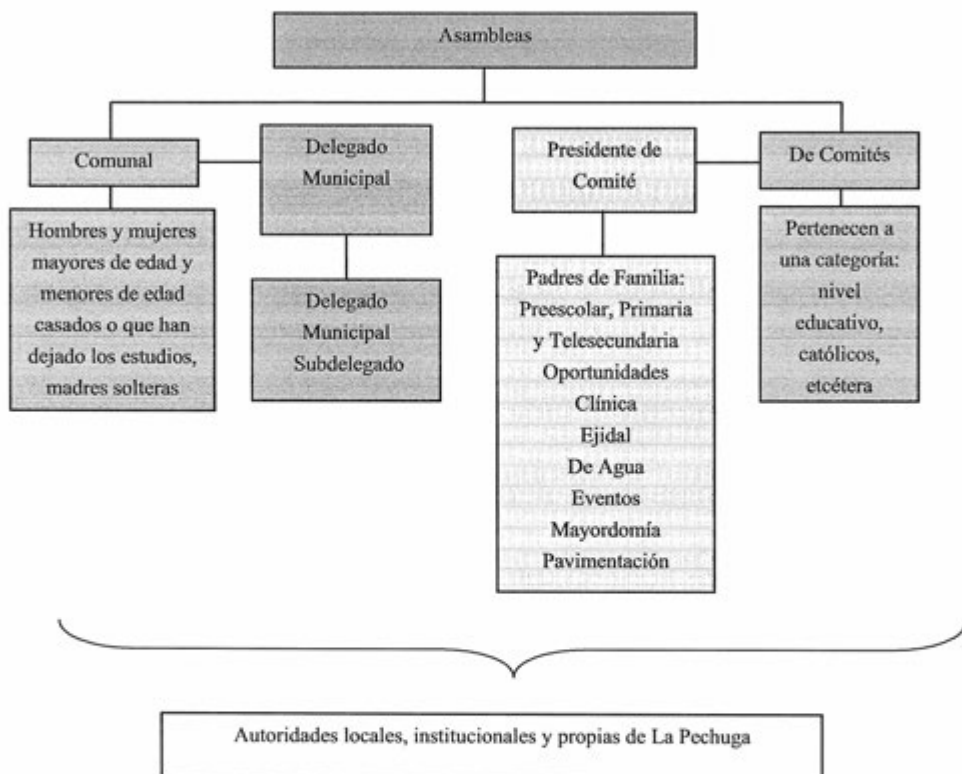 Asambleas
Comunal
Delegado
Municipal
Presidente de
Comité
De Comités
Hombres y mujeres
mayores de edad y
menores de edad
casados o que han
dejado los estudios,
madres solteras
Delegado
Municipal
Subdelegado
Padres de Familia:
Preescolar, Primaria
y Telesecundaria
Oportunidades
Clínica
Ejidal
De Agua
Eventos
Mayordomía
Pavimentación
Pertenecen a
una categoría:
nivel
educativo,
católicos,
etcétera
Autoridades locales, institucionales y propias de La Pechuga